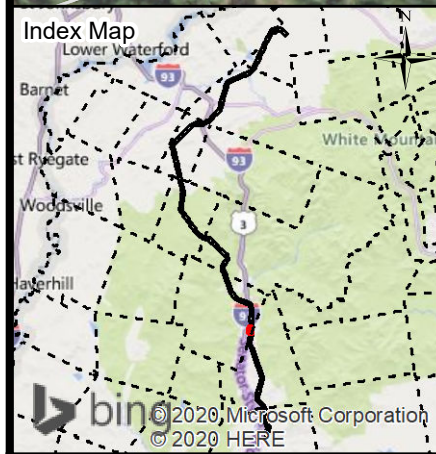 Index Map
N
Lower Waterford
93
Barnet
93
White Mountai
st Ryegate
Woodsville
3
Haverhill
bing
©2020 Microsoft Corporation
© 2020 HERE